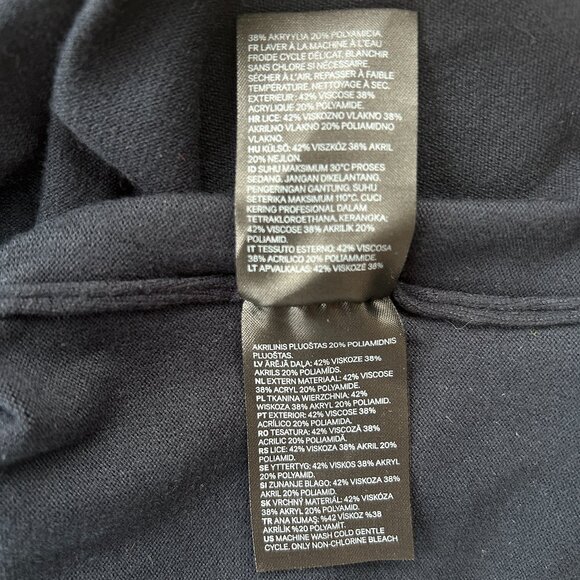 38% AKRYYLIA 20% POLYAMICIA
FR LAVER À LA MACHINE À L'EAU
FROIDE CYCLE DÉLICAT, BLANCHIR
SANS CHLORE SI NÉCESSAIRE,
SÉCHER À L'AIR, REPASSER À FAIBLE
TEMPÉRATURE, NETTOYAGE À SEC.
EXTERIEUR: 42% VISCOSE 38%
ACRYLIQUE 20% POLYAMIDE.
HR LICE: 42% VISKOZNO VLAKNO 38%
AKRILNO VLAKNO 20% POLIAMIDNO
VLAKNO.
HU KÜLSŐ: 42% VISZKÓZ 38% AKRIL
20% NEJLON.
ID SUHU MAKSIMUM 30°C PROSES
SEDANG. JANGAN DIKELANTANG.
PENGERINGAN GANTUNG. SUHU
SETERIKA MAKSIMUM 110°C. CUCI
KERING PROFESIONAL DALAM
TETRAKLOROETHANA. KERANGKA:
42% VISCOSE 38% AKRILIK 20%
POLIAMID.
IT TESSUTO ESTERNO: 42% VISCOSA
38% ACRILICO 20% POLIAMMIDE.
LT APVALKALAS: 42% VISKOZĖ 38%
AKRILINIS PLUOŠTAS 20% POLIAMIDNIS
PLUOŠTAS.
LV ĀRĒJĀ DAĻA: 42% VISKOZE 38%
AKRILS 20% POLIAMĪDS.
NL EXTERN MATERIAAL: 42% VISCOSE
38% ACRYL 20% POLYAMIDE.
PL TKANINA WIERZCHNIA: 42%
WISKOZA 38% AKRYL 20% POLIAMID.
PT EXTERIOR: 42% VISCOSE 38%
ACRÍLICO 20% POLIAMIDA.
RO TESATURA: 42% VISCOZĂ 38%
ACRILIC 20% POLIAMIDĂ.
RS LICE: 42% VISKOZA 38% AKRIL 20%
POLIAMID.
SE YTTERTYG: 42% VISKOS 38% AKRYL
20% POLYAMID.
SI ZUNANJE BLAGO: 42% VISKOZA
38% AKRIL 20% POLIAMID.
SK VRCHNÝ MATERIÁL: 42% VISKÓZA
38% AKRYL 20% POLYAMID.
TR ANA KUMAŞ: %42 VİSKOZ %38
AKRİLİK %20 POLYAMİT.
US MACHINE WASH COLD GENTLE
CYCLE. ONLY NON-CHLORINE BLEACH